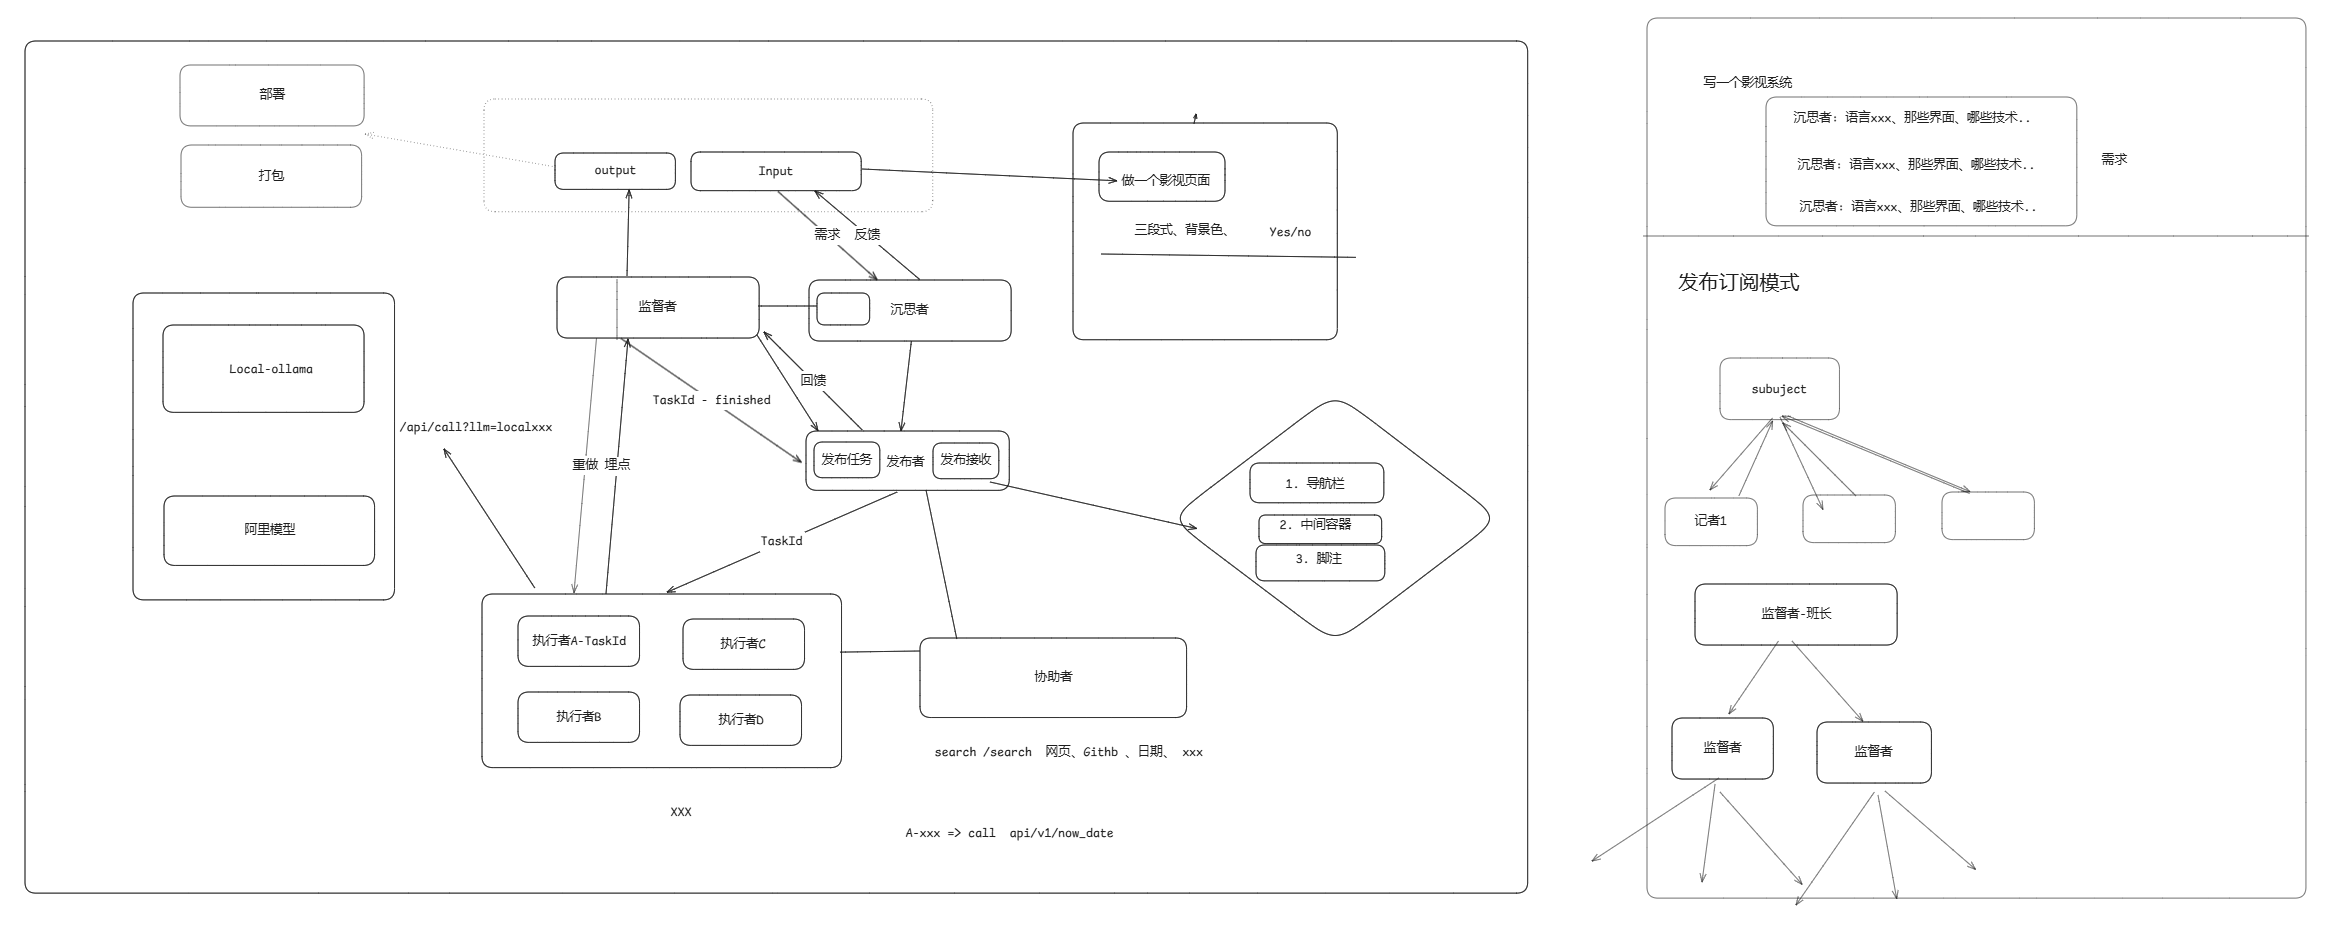 部署
打包
output
Input
需求
反馈
做一个影视页面
三段式、背景色、
Yes/no
监督者
沉思者
Local-ollama
阿里模型
/api/call?llm=localxxx
回馈
TaskId - finished
重做
埋点
发布任务
发布者
发布接收
TaskId
1. 导航栏
2. 中间容器
3. 脚注
执行者A-TaskId
执行者C
执行者B
执行者D
协助者
search /search  网页、Githb 、日期、 xxx
XXX
A-xxx => call  api/v1/now_date
写一个影视系统
沉思者: 语言xxx、那些界面、哪些技术..
沉思者: 语言xxx、那些界面、哪些技术..
沉思者: 语言xxx、那些界面、哪些技术..
需求
发布订阅模式
subuject
记者1
监督者-班长
监督者
监督者